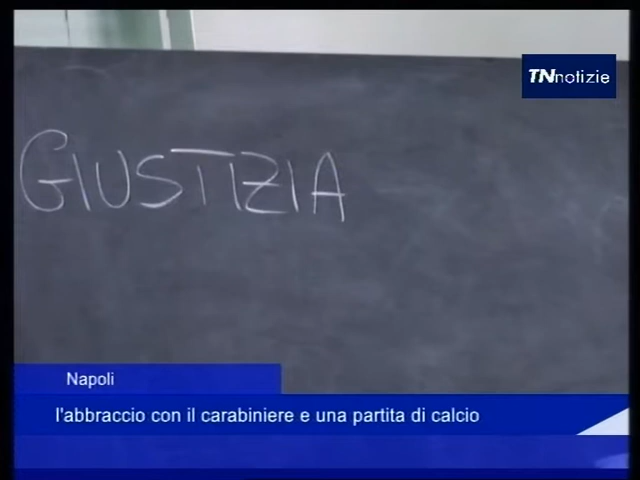 TNnotizie
GIUSTIZIA
Napoli
l'abbraccio con il carabiniere e una partita di calcio